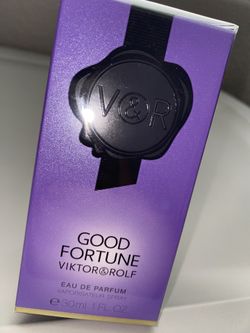 V&R
GOOD
FORTUNE
VIKTOR&ROLF
EAU DE PARFUM
VAPORISATEUR SPRAY
℮ 30ml 1 FL OZ